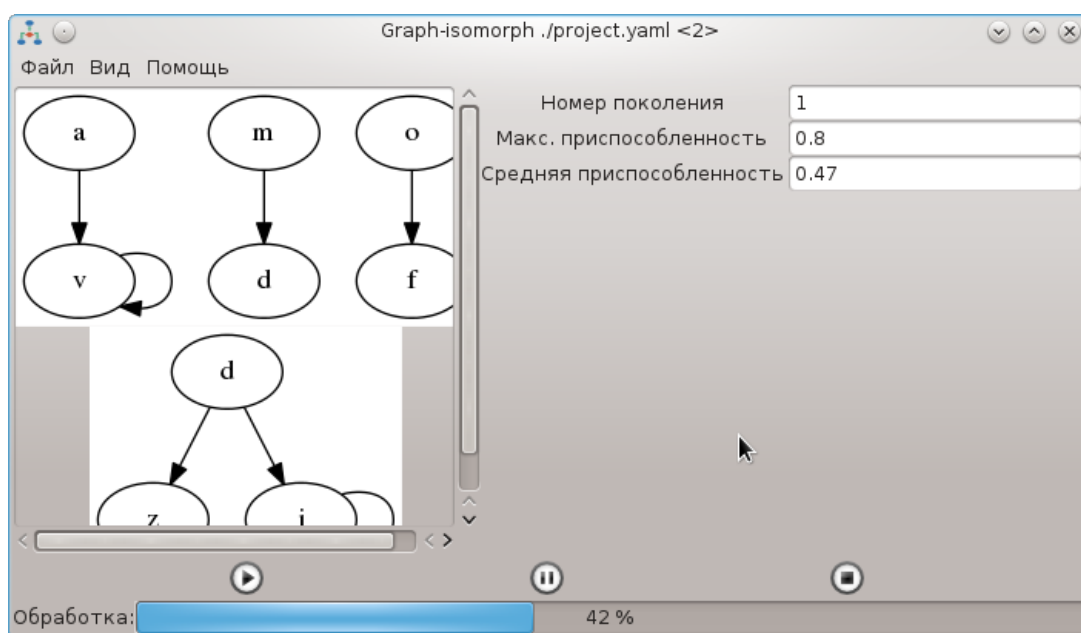 Graph-isomorph ./project.yaml <2>
Файл Вид Помощь
a m o
v d f
d
z i
Номер поколения 1
Макс. приспособленность 0.8
Средняя приспособленность 0.47
Обработка: 42 %